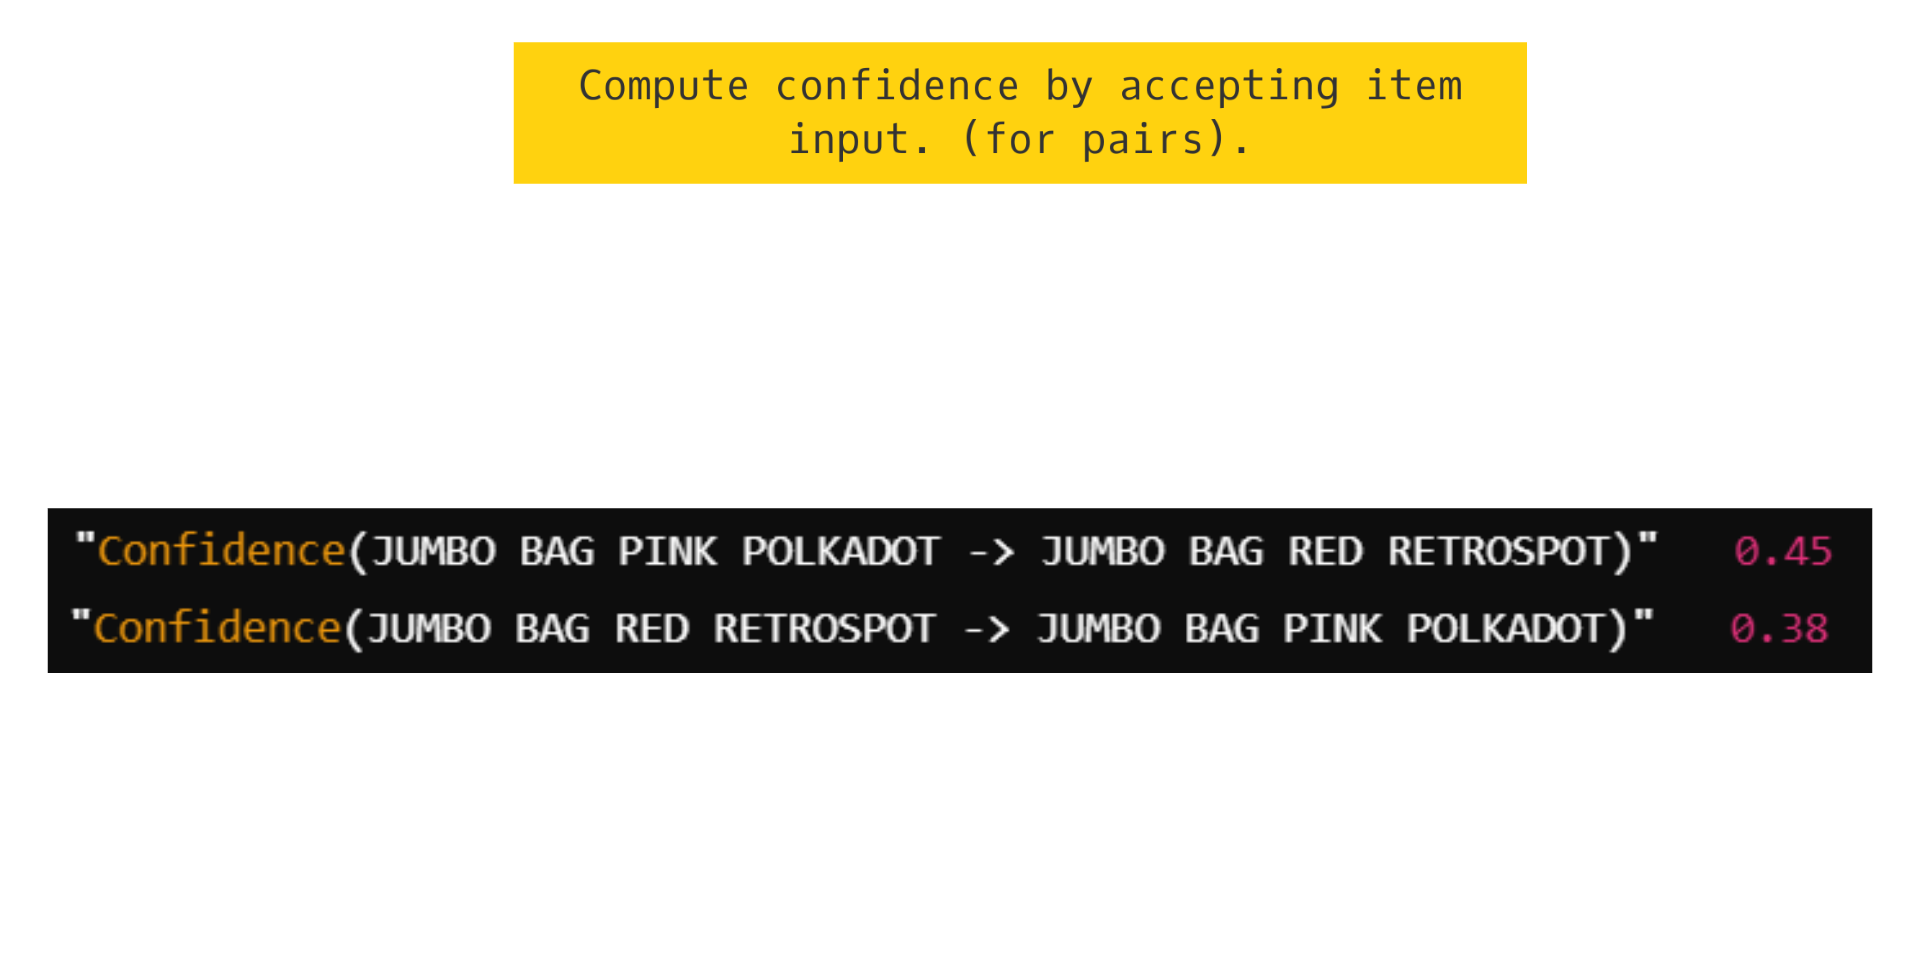 Compute confidence by accepting item
input. (for pairs).
"Confidence(JUMBO BAG PINK POLKADOT -> JUMBO BAG RED RETROSPOT)" 0.45
"Confidence(JUMBO BAG RED RETROSPOT -> JUMBO BAG PINK POLKADOT)" 0.38